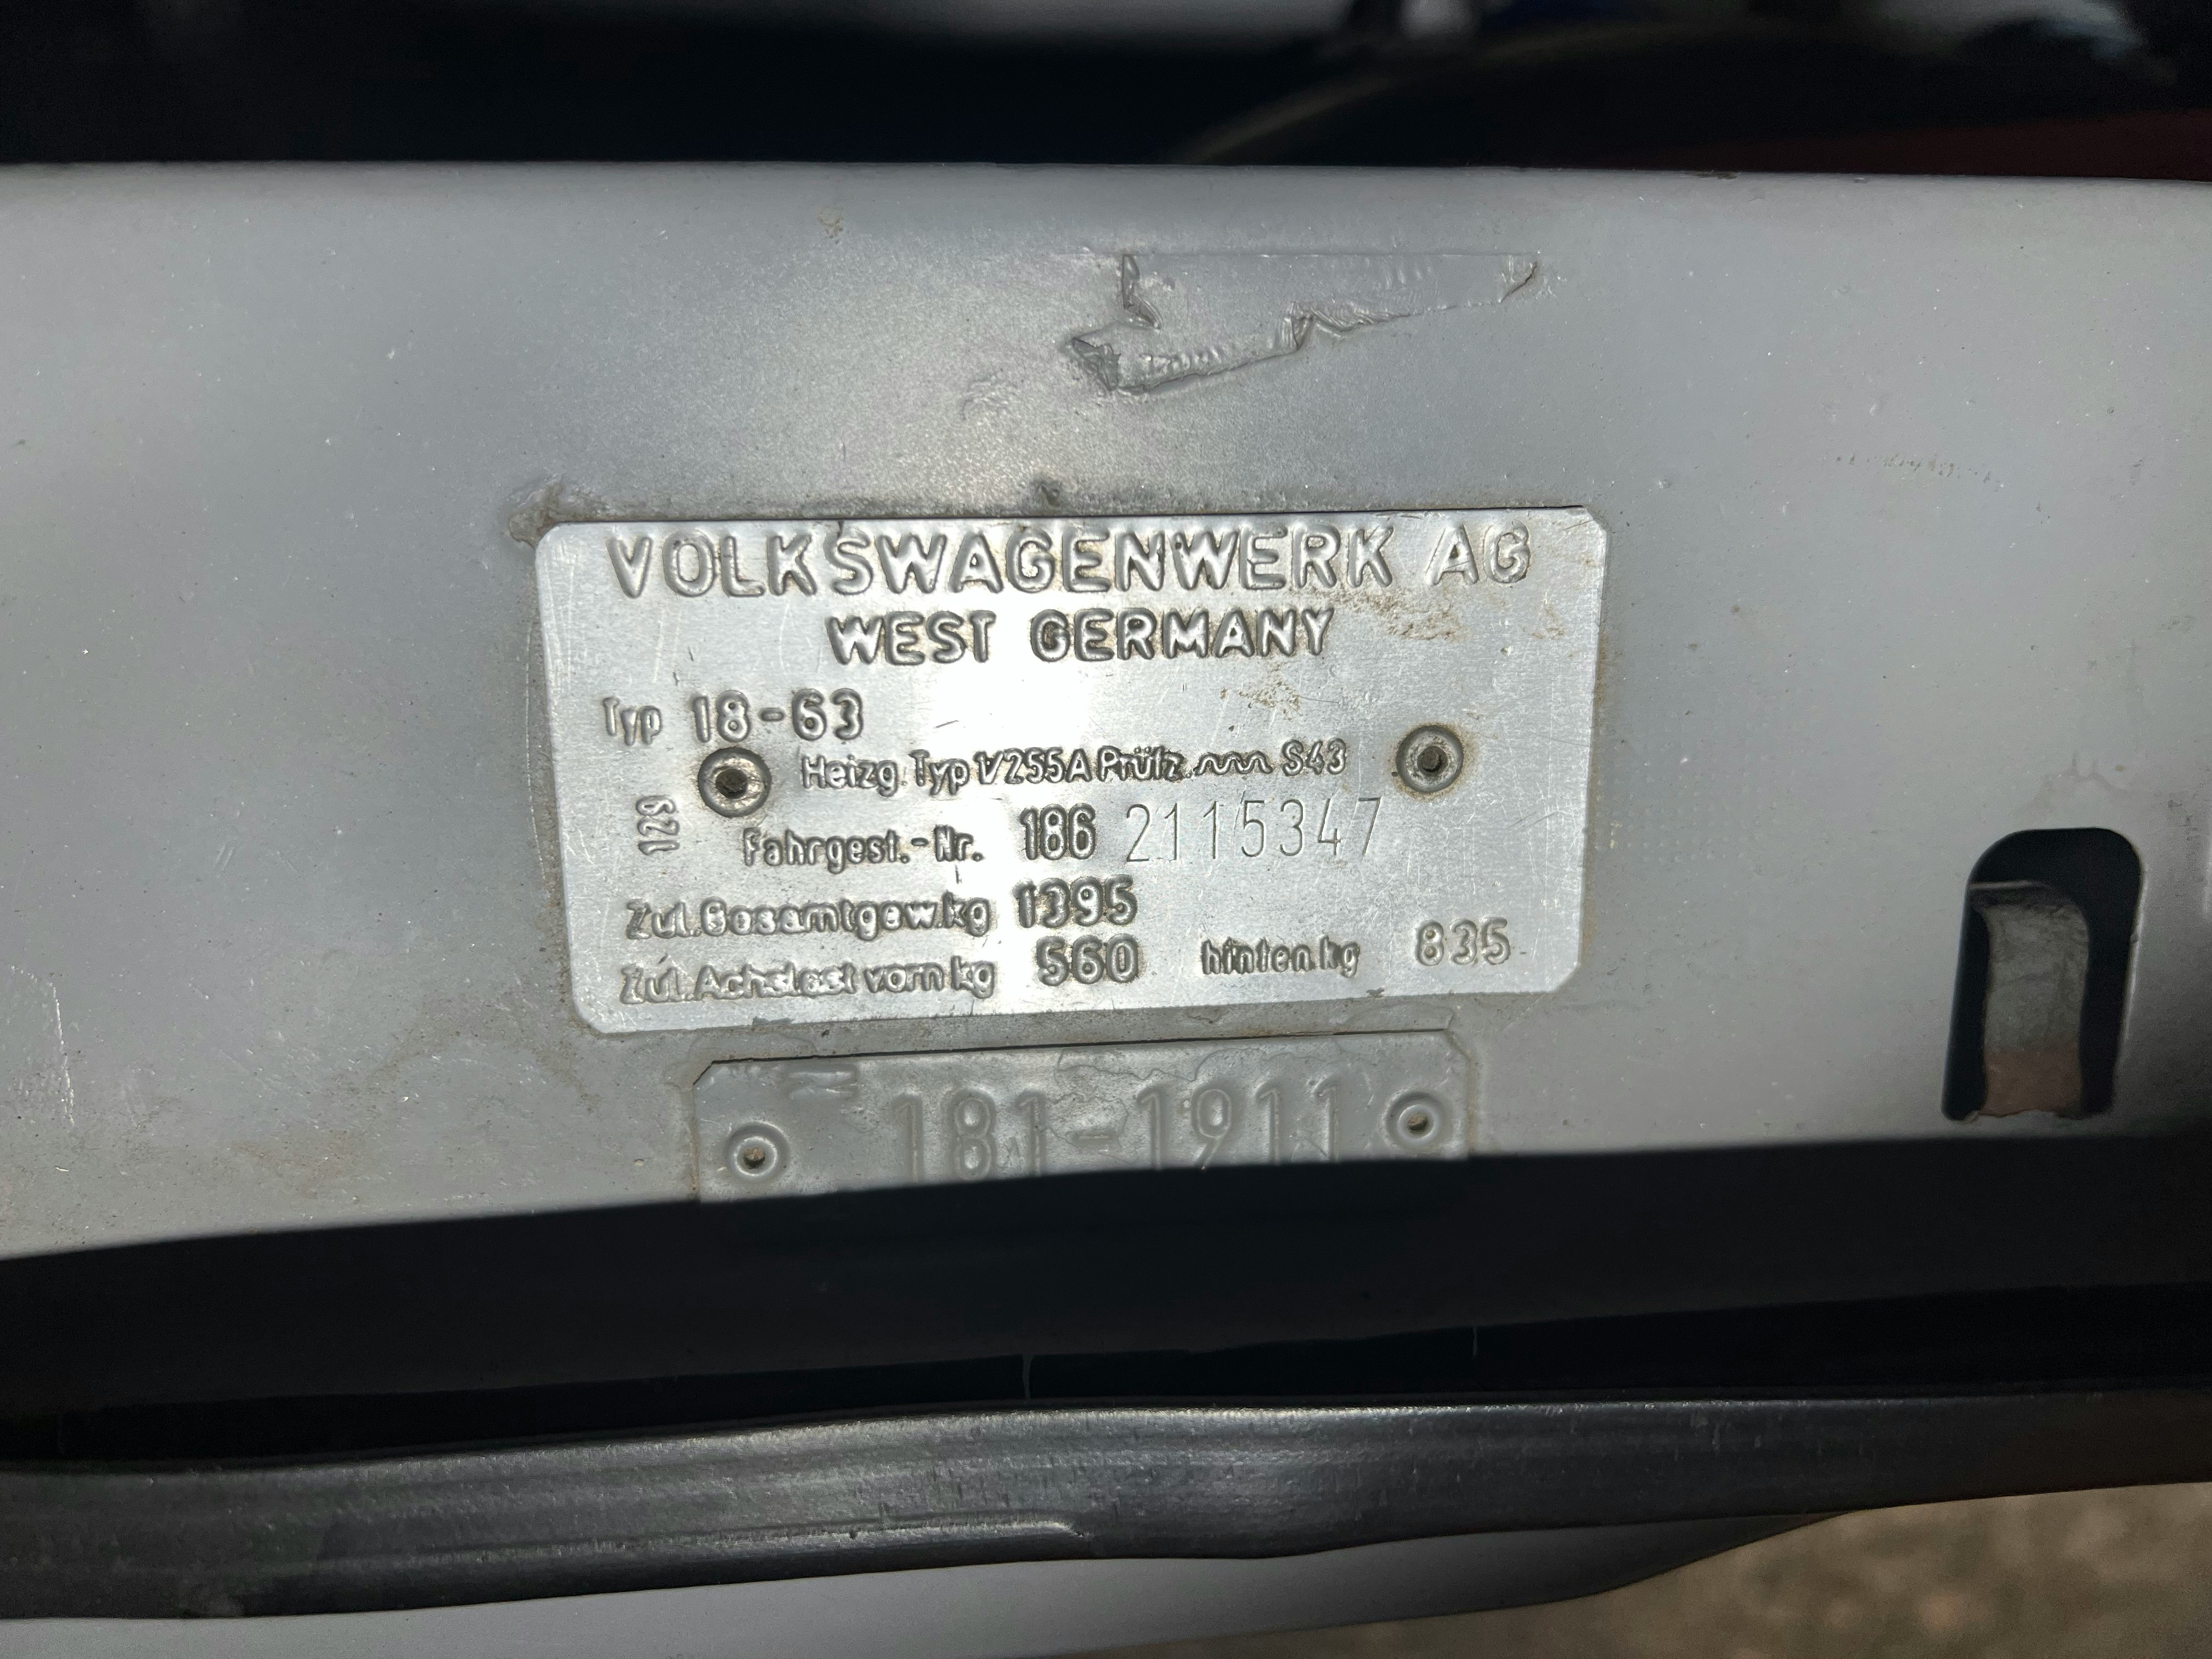 VOLKSWAGENWERK AG
WEST GERMANY
Typ 18-63
Heizg. Typ V255A Prüfz. ~~~ S43
129
Fahrgest.-Nr. 186 2115347
Zul. Gesamtgew. kg 1395
Zul. Achslast vorn kg 560 hinten kg 835
181-1911